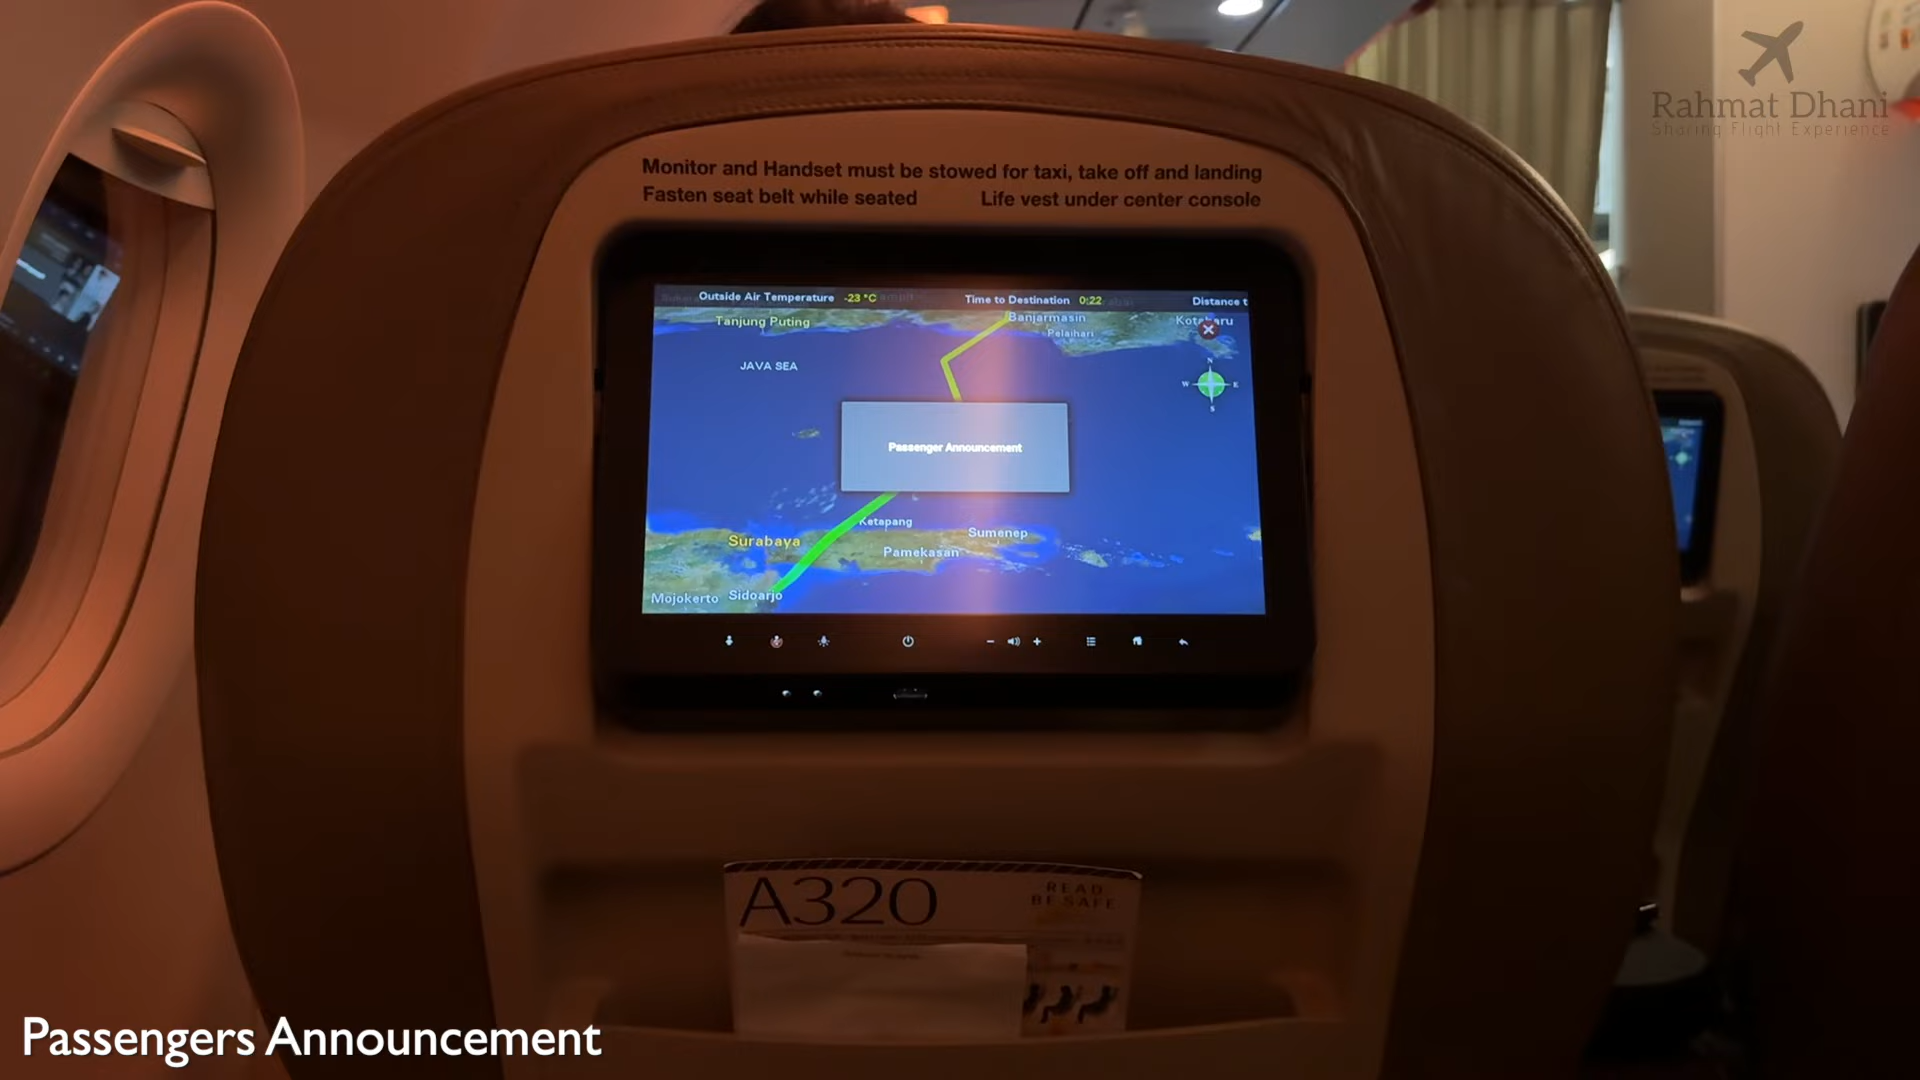 Rahmat Dhani
Sharing Flight Experience
Monitor and Handset must be stowed for taxi, take off and landing
Fasten seat belt while seated Life vest under center console
Outside Air Temperature -23 °C Time to Destination 0:22 Distance t
Tanjung Puting Banjarmasin Kotabaru
Pelaihari
JAVA SEA
N
W E
S
Passenger Announcement
Ketapang
Surabaya Sumenep
Pamekasan
Mojokerto Sidoarjo
A320 READ
BE SAFE
Passengers Announcement